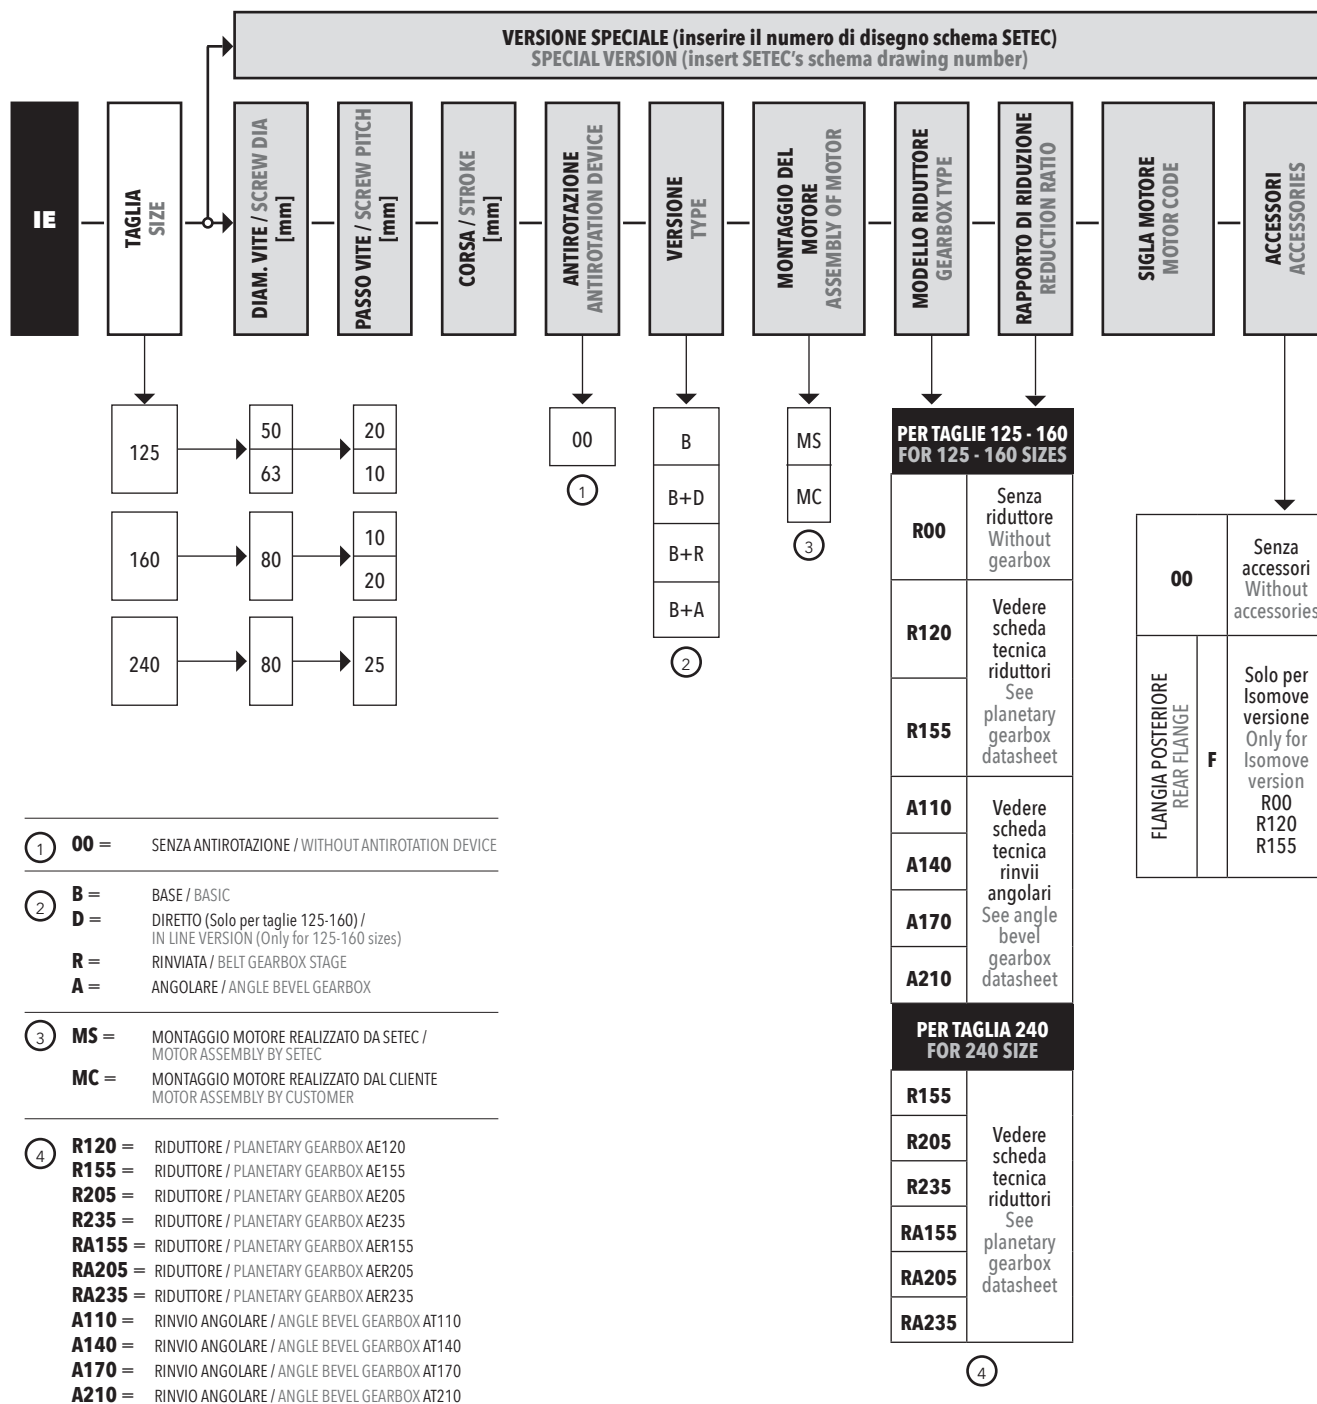 VERSIONE SPECIALE (inserire il numero di disegno schema SETEC)
SPECIAL VERSION (insert SETEC's schema drawing number)
IE
TAGLIA
SIZE
DIAM. VITE / SCREW DIA
[mm]
PASSO VITE / SCREW PITCH
[mm]
CORSA / STROKE
[mm]
ANTIROTAZIONE
ANTIROTATION DEVICE
VERSIONE
TYPE
MONTAGGIO DEL
MOTORE
ASSEMBLY OF MOTOR
MODELLO RIDUTTORE
GEARBOX TYPE
RAPPORTO DI RIDUZIONE
REDUCTION RATIO
SIGLA MOTORE
MOTOR CODE
ACCESSORI
ACCESSORIES
125
50
63
20
10
160
80
10
20
240
80
25
00
1
B
B+D
B+R
B+A
2
MS
MC
3
PER TAGLIE 125 - 160
FOR 125 - 160 SIZES
R00
Senza
riduttore
Without
gearbox
R120
R155
Vedere
scheda
tecnica
riduttori
See
planetary
gearbox
datasheet
A110
A140
A170
A210
Vedere
scheda
tecnica
rinvii
angolari
See angle
bevel
gearbox
datasheet
PER TAGLIA 240
FOR 240 SIZE
R155
R205
R235
RA155
RA205
RA235
Vedere
scheda
tecnica
riduttori
See
planetary
gearbox
datasheet
4
00
Senza
accessori
Without
accessories
FLANGIA POSTERIORE
REAR FLANGE
F
Solo per
Isomove
versione
Only for
Isomove
version
R00
R120
R155
1 00 = SENZA ANTIROTAZIONE / WITHOUT ANTIROTATION DEVICE
2 B = BASE / BASIC
D = DIRETTO (Solo per taglie 125-160) /
IN LINE VERSION (Only for 125-160 sizes)
R = RINVIATA / BELT GEARBOX STAGE
A = ANGOLARE / ANGLE BEVEL GEARBOX
3 MS = MONTAGGIO MOTORE REALIZZATO DA SETEC /
MOTOR ASSEMBLY BY SETEC
MC = MONTAGGIO MOTORE REALIZZATO DAL CLIENTE
MOTOR ASSEMBLY BY CUSTOMER
4 R120 = RIDUTTORE / PLANETARY GEARBOX AE120
R155 = RIDUTTORE / PLANETARY GEARBOX AE155
R205 = RIDUTTORE / PLANETARY GEARBOX AE205
R235 = RIDUTTORE / PLANETARY GEARBOX AE235
RA155 = RIDUTTORE / PLANETARY GEARBOX AER155
RA205 = RIDUTTORE / PLANETARY GEARBOX AER205
RA235 = RIDUTTORE / PLANETARY GEARBOX AER235
A110 = RINVIO ANGOLARE / ANGLE BEVEL GEARBOX AT110
A140 = RINVIO ANGOLARE / ANGLE BEVEL GEARBOX AT140
A170 = RINVIO ANGOLARE / ANGLE BEVEL GEARBOX AT170
A210 = RINVIO ANGOLARE / ANGLE BEVEL GEARBOX AT210